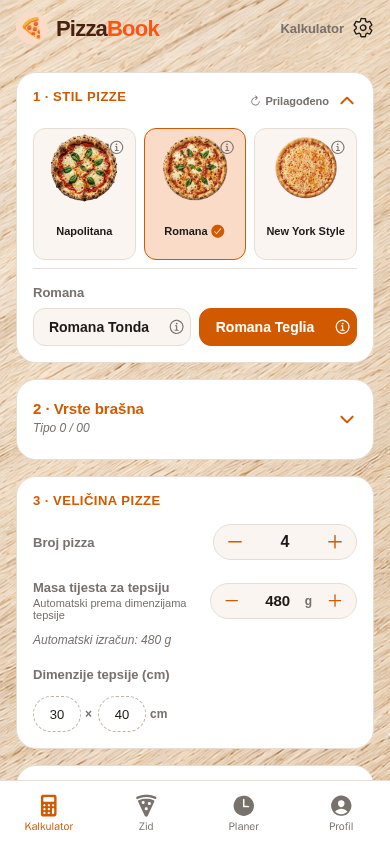 PizzaBook
Kalkulator
1 · STIL PIZZE
Prilagođeno
Napolitana
Romana
New York Style
Romana
Romana Tonda
Romana Teglia
2 · Vrste brašna
Tipo 0 / 00
3 · VELIČINA PIZZE
Broj pizza
4
Masa tijesta za tepsiju
Automatski prema dimenzijama
tepsije
480 g
Automatski izračun: 480 g
Dimenzije tepsije (cm)
30 × 40 cm
Kalkulator
Zid
Planer
Profil